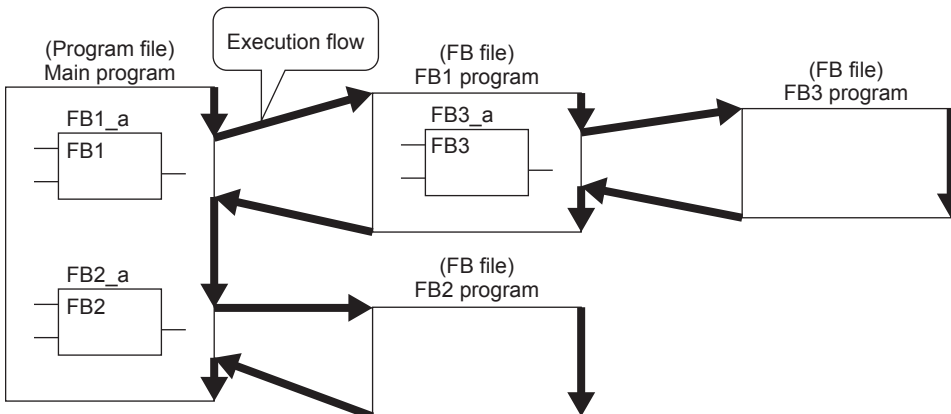 (Program file)
Main program
Execution flow
(FB file)
FB1 program
(FB file)
FB3 program
FB1_a
FB1
FB3_a
FB3
FB2_a
FB2
(FB file)
FB2 program